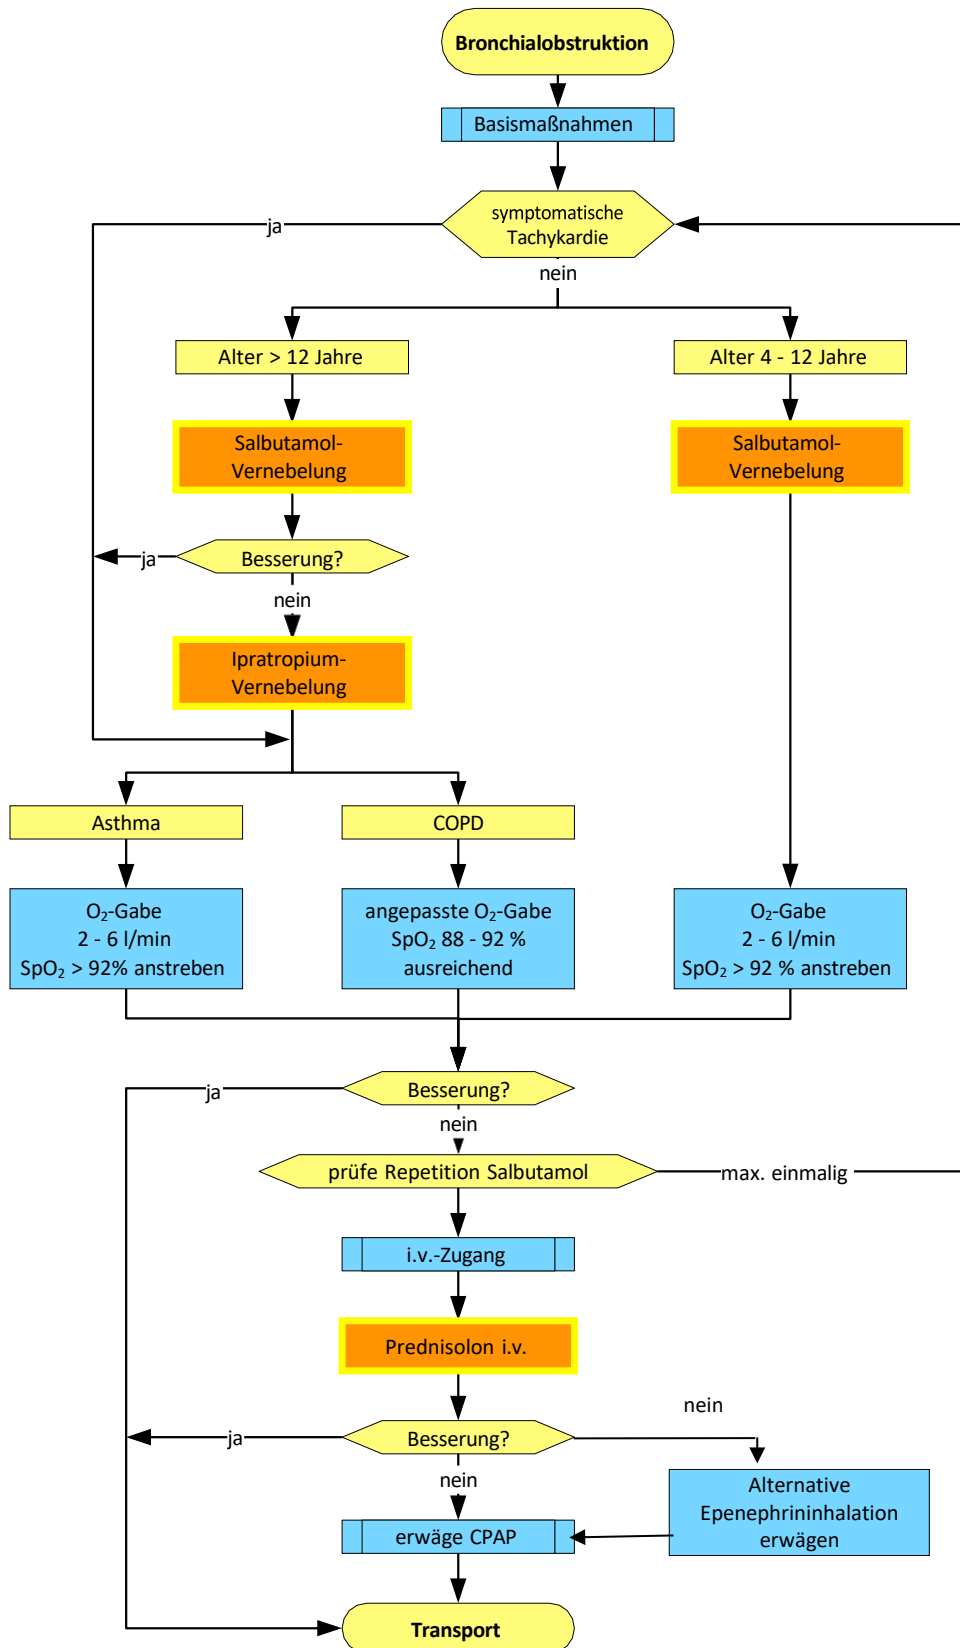 Bronchialobstruktion
Basismaßnahmen
symptomatische
Tachykardie
ja
nein
Alter > 12 Jahre
Alter 4 - 12 Jahre
Salbutamol-
Vernebelung
Salbutamol-
Vernebelung
ja
Besserung?
nein
Ipratropium-
Vernebelung
Asthma
COPD
O₂-Gabe
2 - 6 l/min
SpO₂ > 92% anstreben
angepasste O₂-Gabe
SpO₂ 88 - 92 %
ausreichend
O₂-Gabe
2 - 6 l/min
SpO₂ > 92 % anstreben
ja
Besserung?
nein
prüfe Repetition Salbutamol
max. einmalig
i.v.-Zugang
Prednisolon i.v.
nein
ja
Besserung?
nein
Alternative
Epenephrininhalation
erwägen
erwäge CPAP
Transport